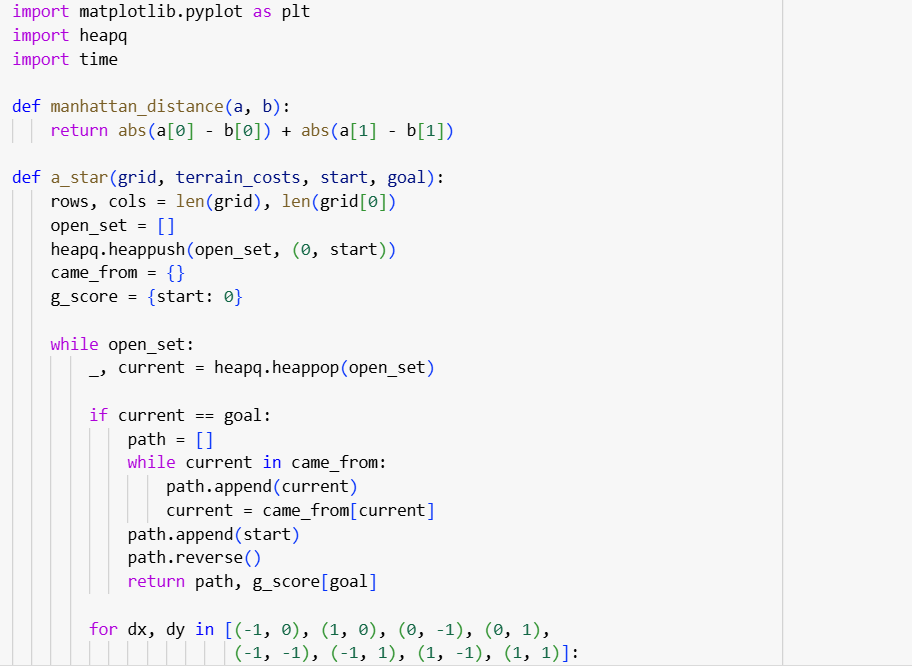 import matplotlib.pyplot as plt
import heapq
import time

def manhattan_distance(a, b):
    return abs(a[0] - b[0]) + abs(a[1] - b[1])

def a_star(grid, terrain_costs, start, goal):
    rows, cols = len(grid), len(grid[0])
    open_set = []
    heapq.heappush(open_set, (0, start))
    came_from = {}
    g_score = {start: 0}

    while open_set:
        _, current = heapq.heappop(open_set)

        if current == goal:
            path = []
            while current in came_from:
                path.append(current)
                current = came_from[current]
            path.append(start)
            path.reverse()
            return path, g_score[goal]

        for dx, dy in [(-1, 0), (1, 0), (0, -1), (0, 1),
                       (-1, -1), (-1, 1), (1, -1), (1, 1)]: